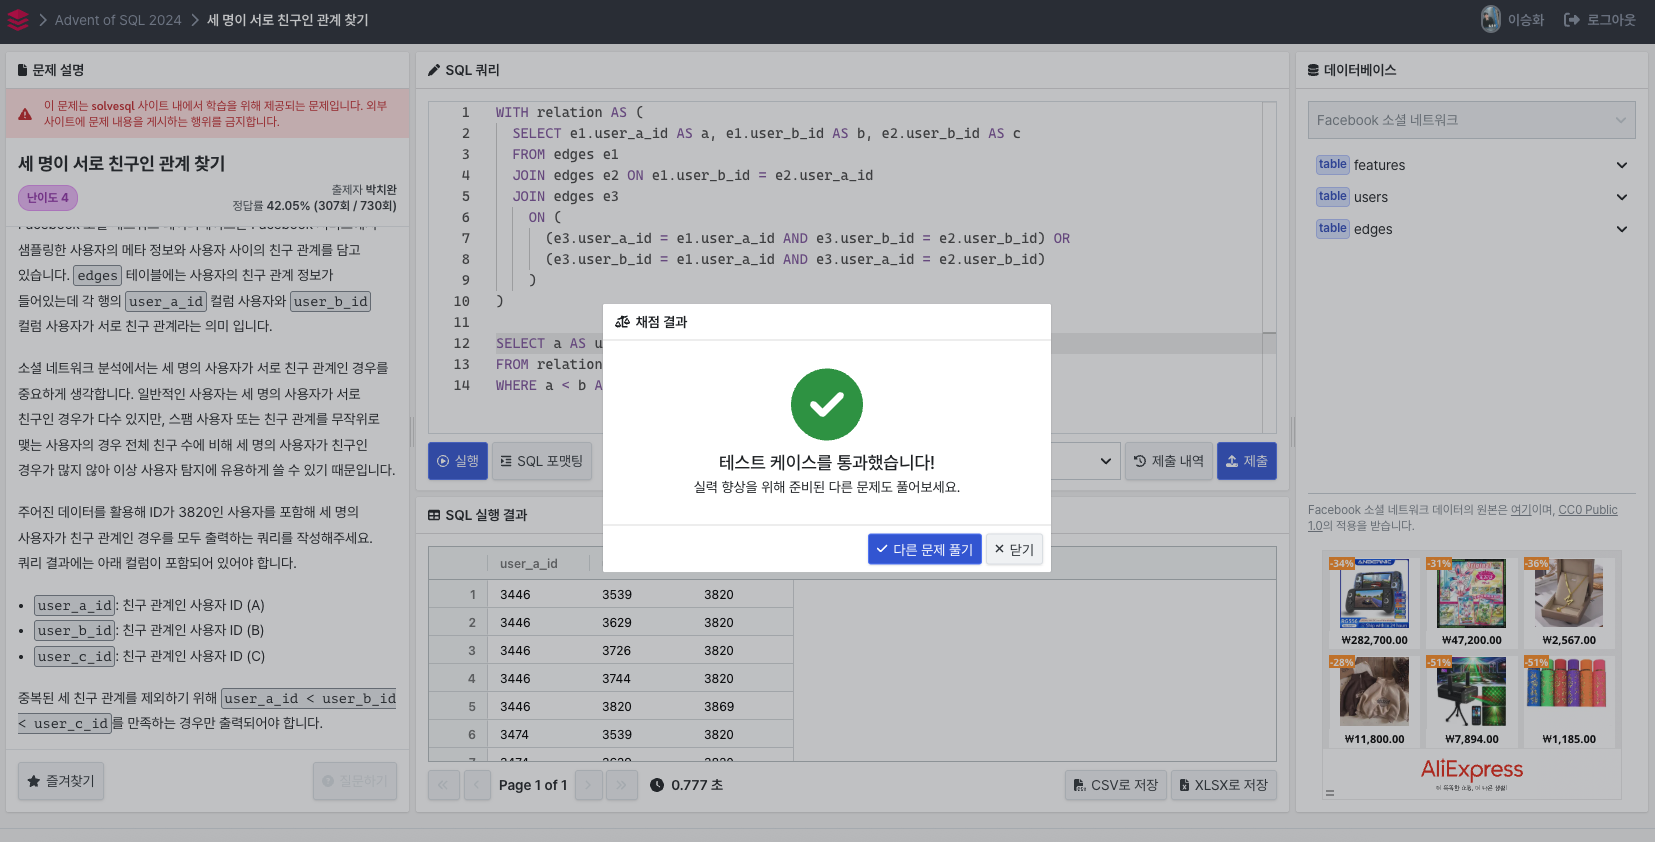 Advent of SQL 2024
세 명이 서로 친구인 관계 찾기
이승화
로그아웃
문제 설명
이 문제는 solvesql 사이트 내에서 학습을 위해 제공되는 문제입니다. 외부
사이트에 문제 내용을 게시하는 행위를 금지합니다.
세 명이 서로 친구인 관계 찾기
난이도 4
출제자 박치완
정답률 42.05% (307회 / 730회)
샘플링한 사용자의 메타 정보와 사용자 사이의 친구 관계를 담고
있습니다. edges 테이블에는 사용자의 친구 관계 정보가
들어있는데 각 행의 user_a_id 컬럼 사용자와 user_b_id
컬럼 사용자가 서로 친구 관계라는 의미 입니다.
소셜 네트워크 분석에서는 세 명의 사용자가 서로 친구 관계인 경우를
중요하게 생각합니다. 일반적인 사용자는 세 명의 사용자가 서로
친구인 경우가 다수 있지만, 스팸 사용자 또는 친구 관계를 무작위로
맺는 사용자의 경우 전체 친구 수에 비해 세 명의 사용자가 친구인
경우가 많지 않아 이상 사용자 탐지에 유용하게 쓸 수 있기 때문입니다.
주어진 데이터를 활용해 ID가 3820인 사용자를 포함해 세 명의
사용자가 친구 관계인 경우를 모두 출력하는 쿼리를 작성해주세요.
쿼리 결과에는 아래 컬럼이 포함되어 있어야 합니다.
• user_a_id: 친구 관계인 사용자 ID (A)
• user_b_id: 친구 관계인 사용자 ID (B)
• user_c_id: 친구 관계인 사용자 ID (C)
중복된 세 친구 관계를 제외하기 위해 user_a_id < user_b_id
< user_c_id를 만족하는 경우만 출력되어야 합니다.
즐겨찾기
질문하기
SQL 쿼리
1 WITH relation AS (
2 SELECT e1.user_a_id AS a, e1.user_b_id AS b, e2.user_b_id AS c
3 FROM edges e1
4 JOIN edges e2 ON e1.user_b_id = e2.user_a_id
5 JOIN edges e3
6 ON (
7 (e3.user_a_id = e1.user_a_id AND e3.user_b_id = e2.user_b_id) OR
8 (e3.user_b_id = e1.user_a_id AND e3.user_a_id = e2.user_b_id)
9 )
10 )
11
12 SELECT a AS u
13 FROM relation
14 WHERE a < b A
실행
SQL 포맷팅
제출 내역
제출
채점 결과
테스트 케이스를 통과했습니다!
실력 향상을 위해 준비된 다른 문제도 풀어보세요.
다른 문제 풀기
닫기
SQL 실행 결과
user_a_id
1 3446 3539 3820
2 3446 3629 3820
3 3446 3726 3820
4 3446 3744 3820
5 3446 3820 3869
6 3474 3539 3820
Page 1 of 1
0.777 초
CSV로 저장
XLSX로 저장
데이터베이스
Facebook 소셜 네트워크
table features
table users
table edges
Facebook 소셜 네트워크 데이터의 원본은 여기이며, CC0 Public
1.0의 적용을 받습니다.
-34% -31% -36%
₩282,700.00 ₩47,200.00 ₩2,567.00
-28% -51% -51%
₩11,800.00 ₩7,894.00 ₩1,185.00
AliExpress